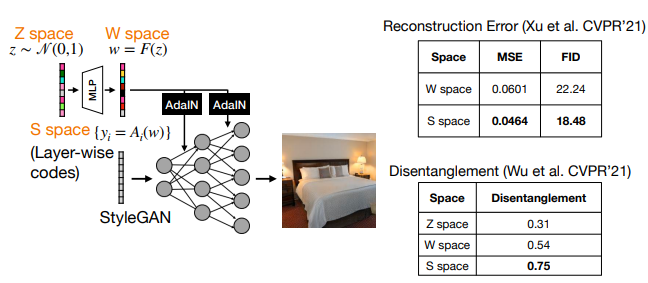 Z space
z ~ 𝒩(0,1)
W space
w = F(z)
MLP
AdaIN
AdaIN
S space {yᵢ = Aᵢ(w)}
(Layer-wise
codes)
StyleGAN
Reconstruction Error (Xu et al. CVPR'21)
Space MSE FID
W space 0.0601 22.24
S space 0.0464 18.48
Disentanglement (Wu et al. CVPR'21)
Space Disentanglement
Z space 0.31
W space 0.54
S space 0.75